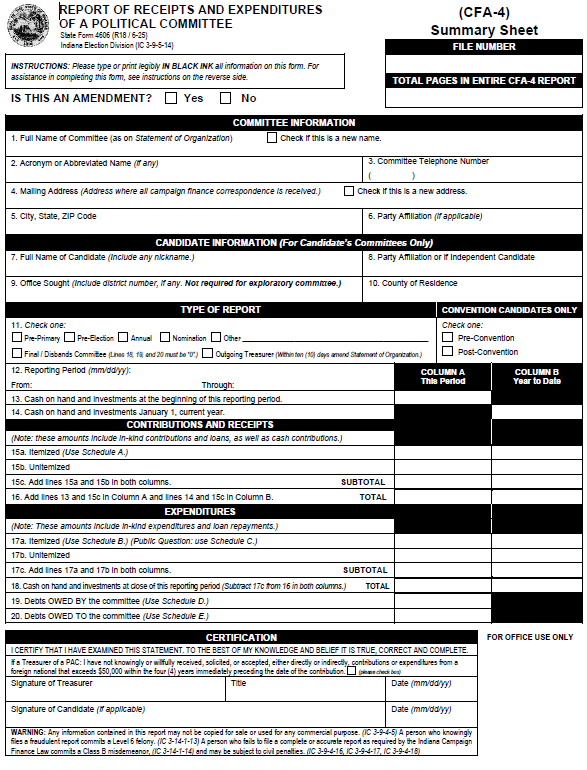 REPORT OF RECEIPTS AND EXPENDITURES
OF A POLITICAL COMMITTEE
State Form 4606 (R18 / 6-25)
Indiana Election Division (IC 3-9-5-14)
(CFA-4)
Summary Sheet
FILE NUMBER
INSTRUCTIONS: Please type or print legibly IN BLACK INK all information on this form. For
assistance in completing this form, see instructions on the reverse side.
TOTAL PAGES IN ENTIRE CFA-4 REPORT
IS THIS AN AMENDMENT? Yes No
COMMITTEE INFORMATION
1. Full Name of Committee (as on Statement of Organization) Check if this is a new name.
2. Acronym or Abbreviated Name (if any)
3. Committee Telephone Number
( )
4. Mailing Address (Address where all campaign finance correspondence is received.) Check if this is a new address.
5. City, State, ZIP Code
6. Party Affiliation (if applicable)
CANDIDATE INFORMATION (For Candidate's Committees Only)
7. Full Name of Candidate (Include any nickname.)
8. Party Affiliation or if Independent Candidate
9. Office Sought (Include district number, if any. Not required for exploratory committee.)
10. County of Residence
TYPE OF REPORT
CONVENTION CANDIDATES ONLY
11. Check one:
Pre-Primary Pre-Election Annual Nomination Other
Final / Disbands Committee (Lines 18, 19, and 20 must be "0".) Outgoing Treasurer (Within ten (10) days amend Statement of Organization.)
Check one:
Pre-Convention
Post-Convention
12. Reporting Period (mm/dd/yy):
From: Through:
COLUMN A
This Period
COLUMN B
Year to Date
13. Cash on hand and investments at the beginning of this reporting period.
14. Cash on hand and investments January 1, current year.
CONTRIBUTIONS AND RECEIPTS
(Note: these amounts include in-kind contributions and loans, as well as cash contributions.)
15a. Itemized (Use Schedule A.)
15b. Unitemized
15c. Add lines 15a and 15b in both columns. SUBTOTAL
16. Add lines 13 and 15c in Column A and lines 14 and 15c in Column B. TOTAL
EXPENDITURES
(Note: These amounts include in-kind expenditures and loan repayments.)
17a. Itemized (Use Schedule B.) (Public Question: use Schedule C.)
17b. Unitemized
17c. Add lines 17a and 17b in both columns. SUBTOTAL
18. Cash on hand and investments at close of this reporting period (Subtract 17c from 16 in both columns.) TOTAL
19. Debts OWED BY the committee (Use Schedule D.)
20. Debts OWED TO the committee (Use Schedule E.)
CERTIFICATION
FOR OFFICE USE ONLY
I CERTIFY THAT I HAVE EXAMINED THIS STATEMENT. TO THE BEST OF MY KNOWLEDGE AND BELIEF IT IS TRUE, CORRECT AND COMPLETE.
If a Treasurer of a PAC: I have not knowingly or willfully received, solicited, or accepted, either directly or indirectly, contributions or expenditures from a
foreign national that exceeds $50,000 within the four (4) years immediately preceding the date of the contribution. (please check box)
Signature of Treasurer Title Date (mm/dd/yy)
Signature of Candidate (if applicable) Date (mm/dd/yy)
WARNING: Any information contained in this report may not be copied for sale or used for any commercial purpose. (IC 3-9-4-5) A person who knowingly
files a fraudulent report commits a Level 6 felony. (IC 3-14-1-13) A person who fails to file a complete or accurate report as required by the Indiana Campaign
Finance Law commits a Class B misdemeanor, (IC 3-14-1-14) and may be subject to civil penalties. (IC 3-9-4-16, IC 3-9-4-17, IC 3-9-4-18)